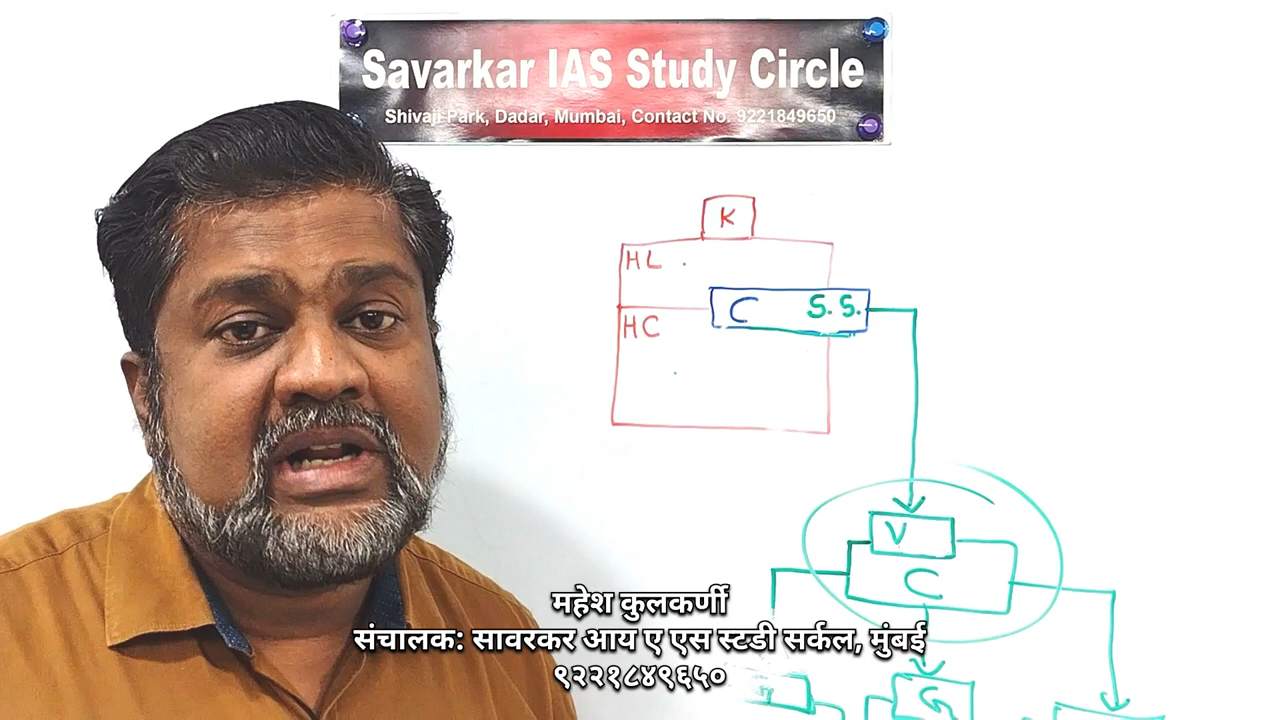 Savarkar IAS Study Circle
Shivaji Park, Dadar, Mumbai, Contact No. 9221849650
K
HL
C S.S.
HC
V
C
G
महेश कुलकर्णी
संचालक: सावरकर आय ए एस स्टडी सर्कल, मुंबई
९२२१८४९६५०